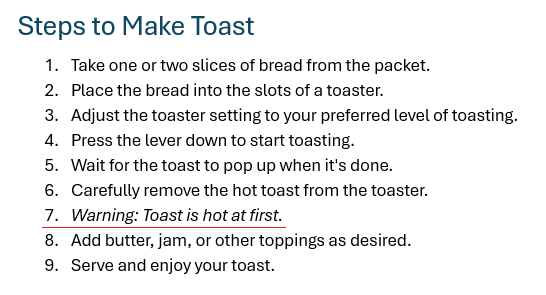 Steps to Make Toast
1. Take one or two slices of bread from the packet.
2. Place the bread into the slots of a toaster.
3. Adjust the toaster setting to your preferred level of toasting.
4. Press the lever down to start toasting.
5. Wait for the toast to pop up when it's done.
6. Carefully remove the hot toast from the toaster.
7. Warning: Toast is hot at first.
8. Add butter, jam, or other toppings as desired.
9. Serve and enjoy your toast.